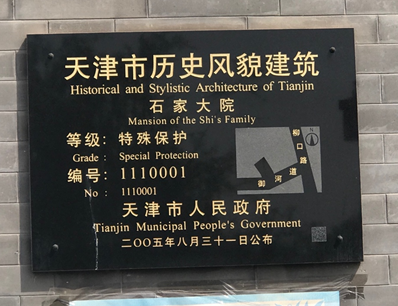 天津市历史风貌建筑
Historical and Stylistic Architecture of Tianjin
石家大院
Mansion of the Shi's Family
等级：特殊保护
Grade : Special Protection
编号：1110001
No : 1110001
柳口路
N
御河道
天津市人民政府
Tianjin Municipal People's Government
二〇〇五年八月三十一日公布